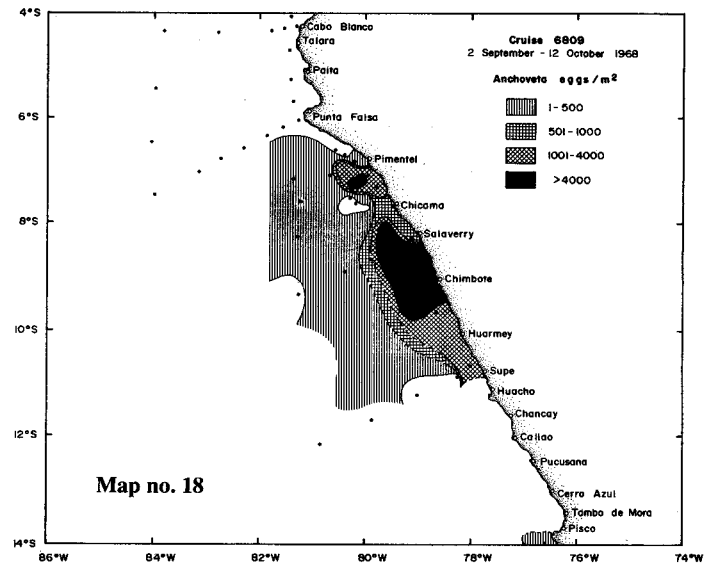 4°S
Cabo Blanco
Talara
Paita
6°S
Punta Falsa
Pimentel
Chicama
8°S
Salaverry
Chimbote
10°S
Huarmey
Supe
Huacho
Chancay
12°S
Callao
Pucusana
Cerro Azul
Tambo de Mora
Pisco
14°S
Cruise 6809
2 September - 12 October 1968
Anchoveta eggs/m²
1-500
501-1000
1001-4000
>4000
Map no. 18
86°W
84°W
82°W
80°W
78°W
76°W
74°W